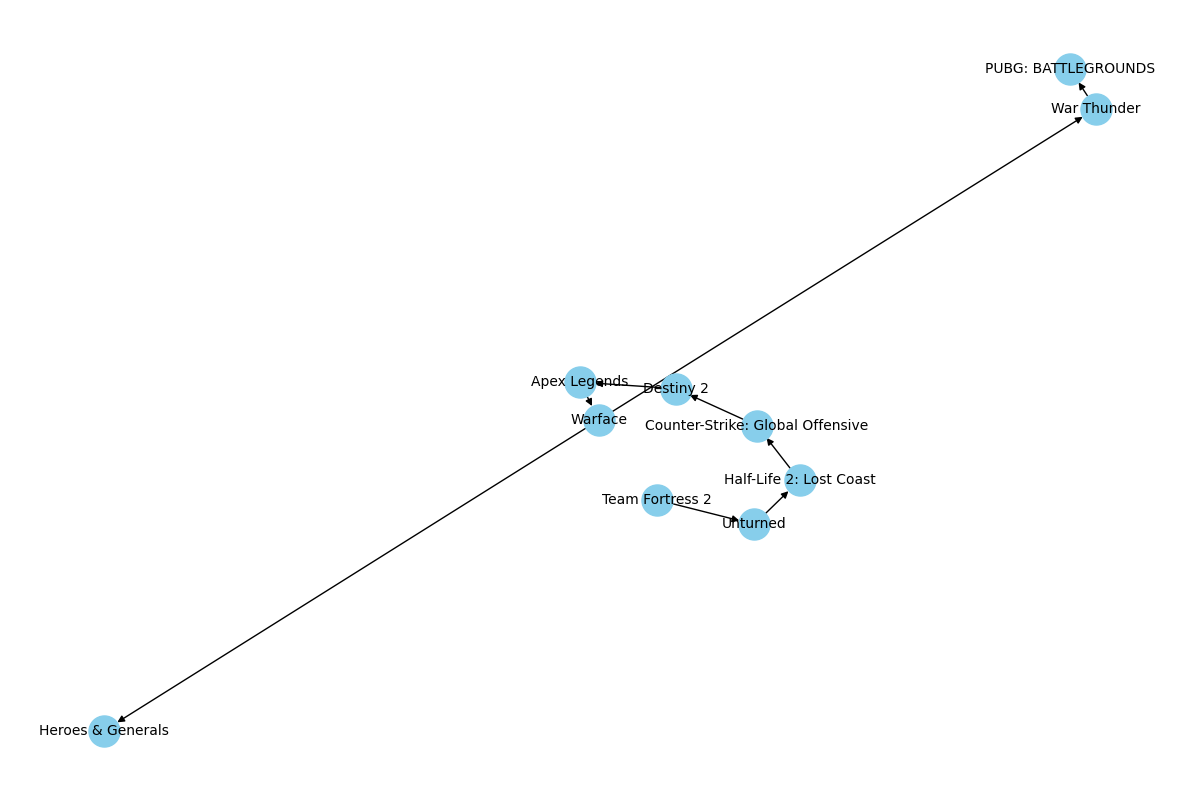 PUBG: BATTLEGROUNDS
War Thunder
Apex Legends
Destiny 2
Warface
Counter-Strike: Global Offensive
Half-Life 2: Lost Coast
Team Fortress 2
Unturned
Heroes & Generals